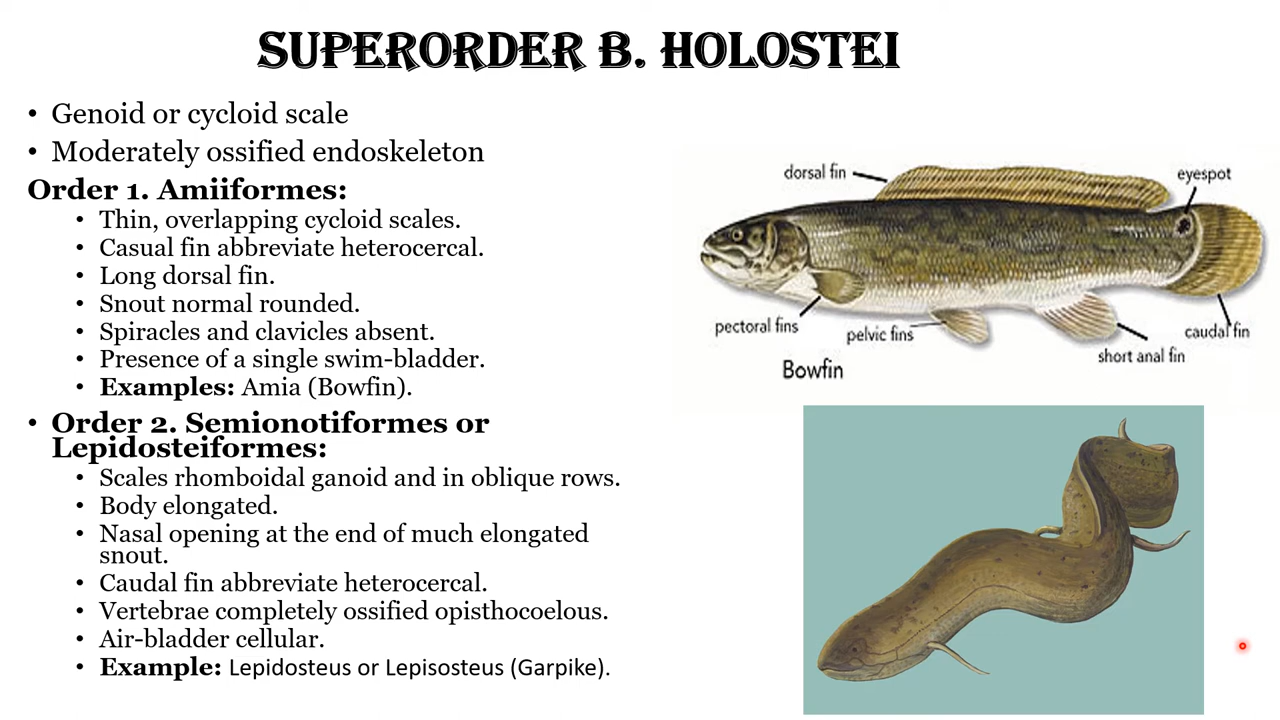 SUPERORDER B. HOLOSTEI
• Genoid or cycloid scale
• Moderately ossified endoskeleton
Order 1. Amiiformes:
• Thin, overlapping cycloid scales.
• Casual fin abbreviate heterocercal.
• Long dorsal fin.
• Snout normal rounded.
• Spiracles and clavicles absent.
• Presence of a single swim-bladder.
• Examples: Amia (Bowfin).
• Order 2. Semionotiformes or
Lepidosteiformes:
• Scales rhomboidal ganoid and in oblique rows.
• Body elongated.
• Nasal opening at the end of much elongated
snout.
• Caudal fin abbreviate heterocercal.
• Vertebrae completely ossified opisthocoelous.
• Air-bladder cellular.
• Example: Lepidosteus or Lepisosteus (Garpike).
dorsal fin
eyespot
pectoral fins
pelvic fins
caudal fin
short anal fin
Bowfin